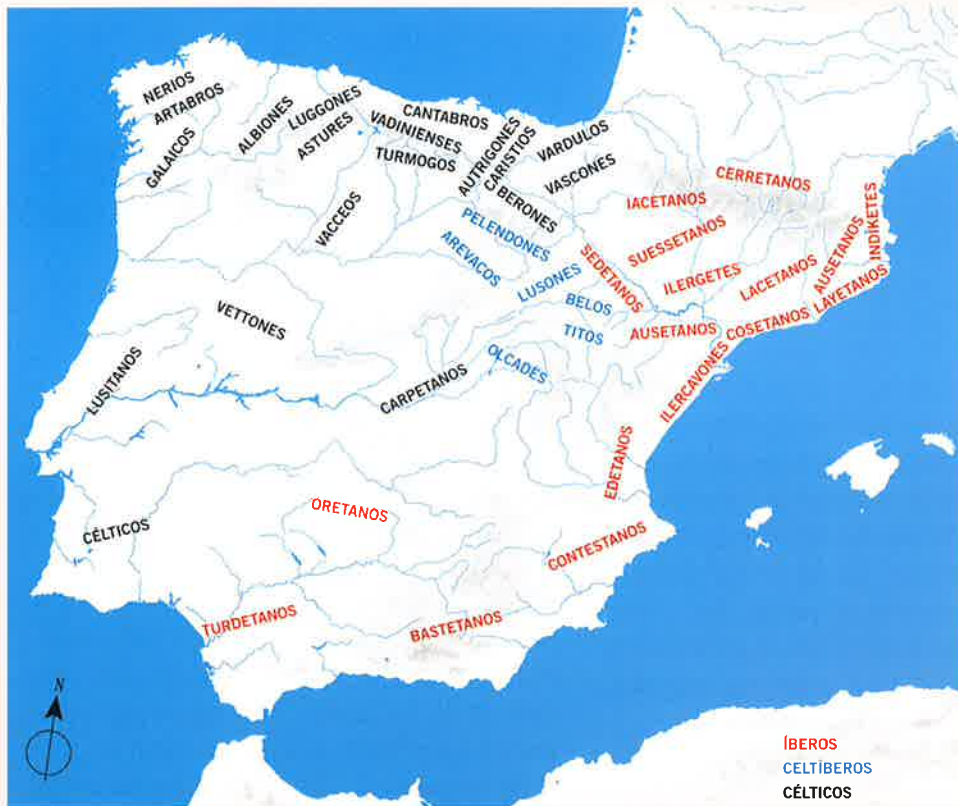 NERIOS
ARTABROS
GALAICOS
ALBIONES
LUGGONES
ASTURES
CANTABROS
VADINIENSES
TURMOGOS
AUTRIGONES
CARISTIOS
VARDULOS
VASCONES
BERONES
VACCEOS
PELENDONES
AREVACOS
LUSONES
BELOS
TITOS
OLCADES
CERRETANOS
IACETANOS
SUESSETANOS
SEDETANOS
ILERGETES
LACETANOS
AUSETANOS
INDÍKETES
LAYETANOS
COSETANOS
AUSETANOS
ILERCAVONES
VETTONES
LUSITANOS
CARPETANOS
EDETANOS
ORETANOS
CÉLTICOS
CONTESTANOS
TURDETANOS
BASTETANOS
N
ÍBEROS
CELTÍBEROS
CÉLTICOS